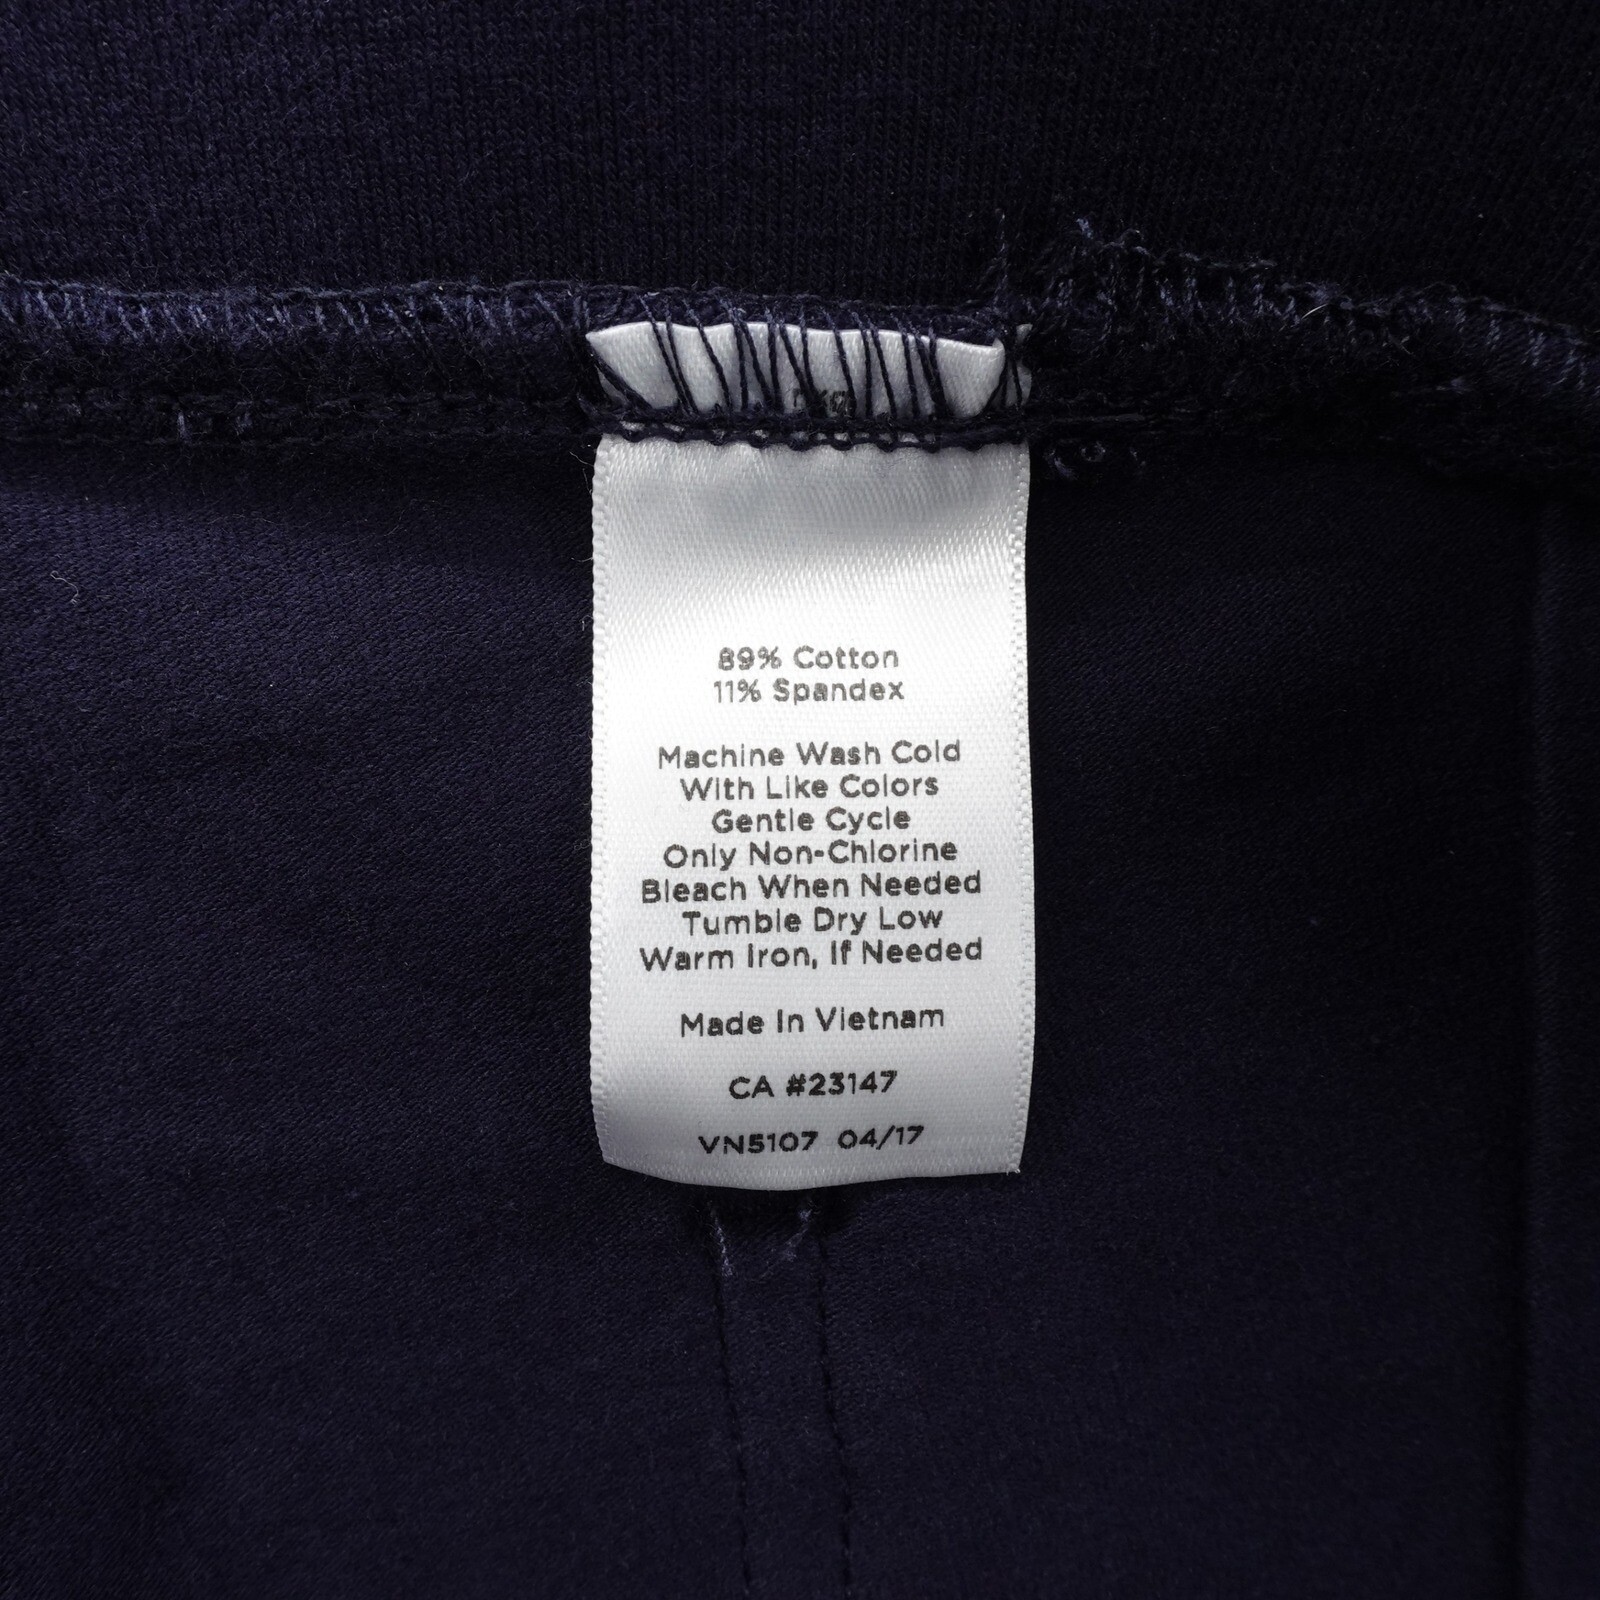 89% Cotton
11% Spandex
Machine Wash Cold
With Like Colors
Gentle Cycle
Only Non-Chlorine
Bleach When Needed
Tumble Dry Low
Warm Iron, If Needed
Made In Vietnam
CA #23147
VN5107 04/17